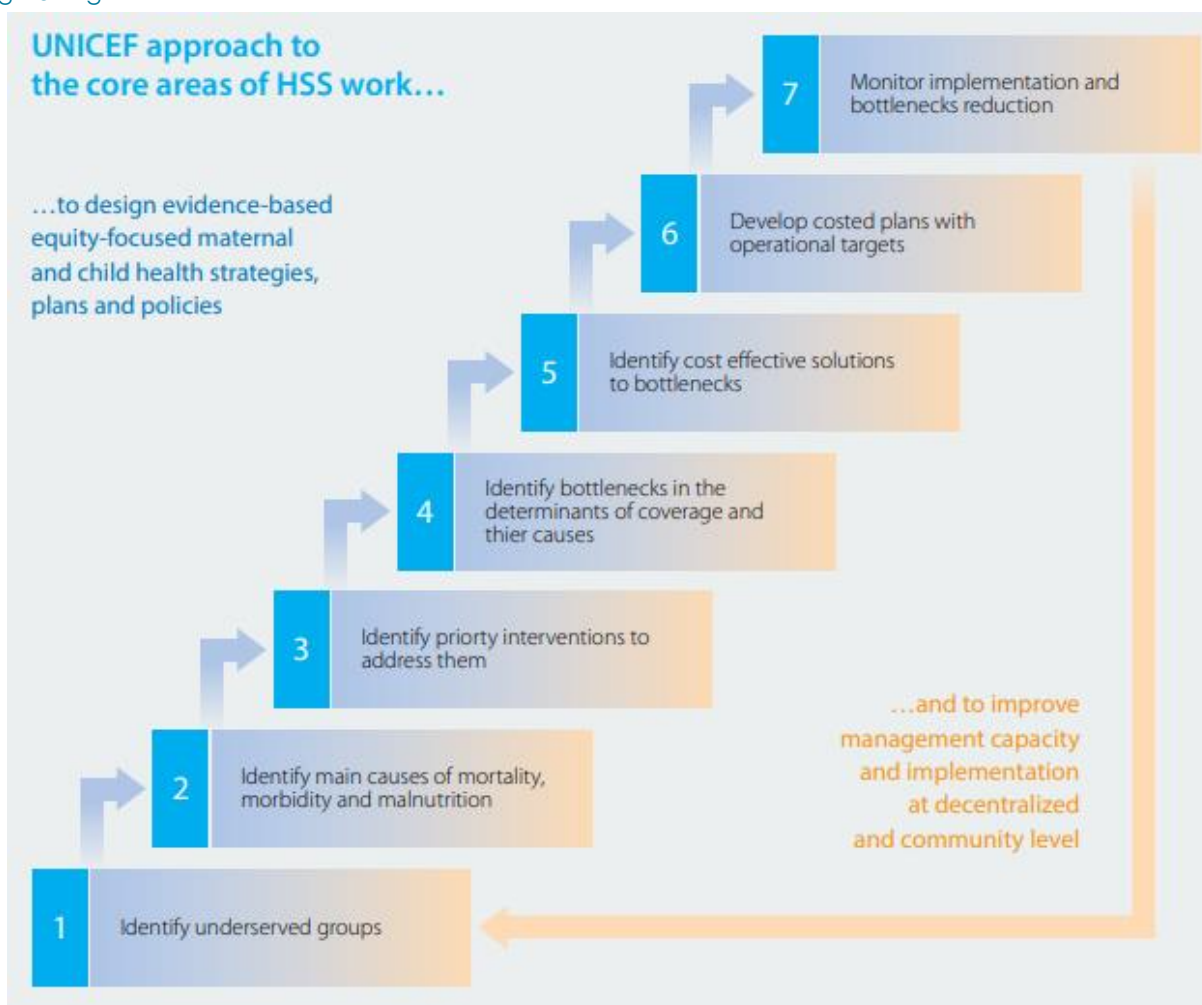 UNICEF approach to
the core areas of HSS work…
…to design evidence-based
equity-focused maternal
and child health strategies,
plans and policies
7
Monitor implementation and
bottlenecks reduction
6
Develop costed plans with
operational targets
5
Identify cost effective solutions
to bottlenecks
4
Identify bottlenecks in the
determinants of coverage and
thier causes
3
Identify priorty interventions to
address them
2
Identify main causes of mortality,
morbidity and malnutrition
1
Identify underserved groups
…and to improve
management capacity
and implementation
at decentralized
and community level